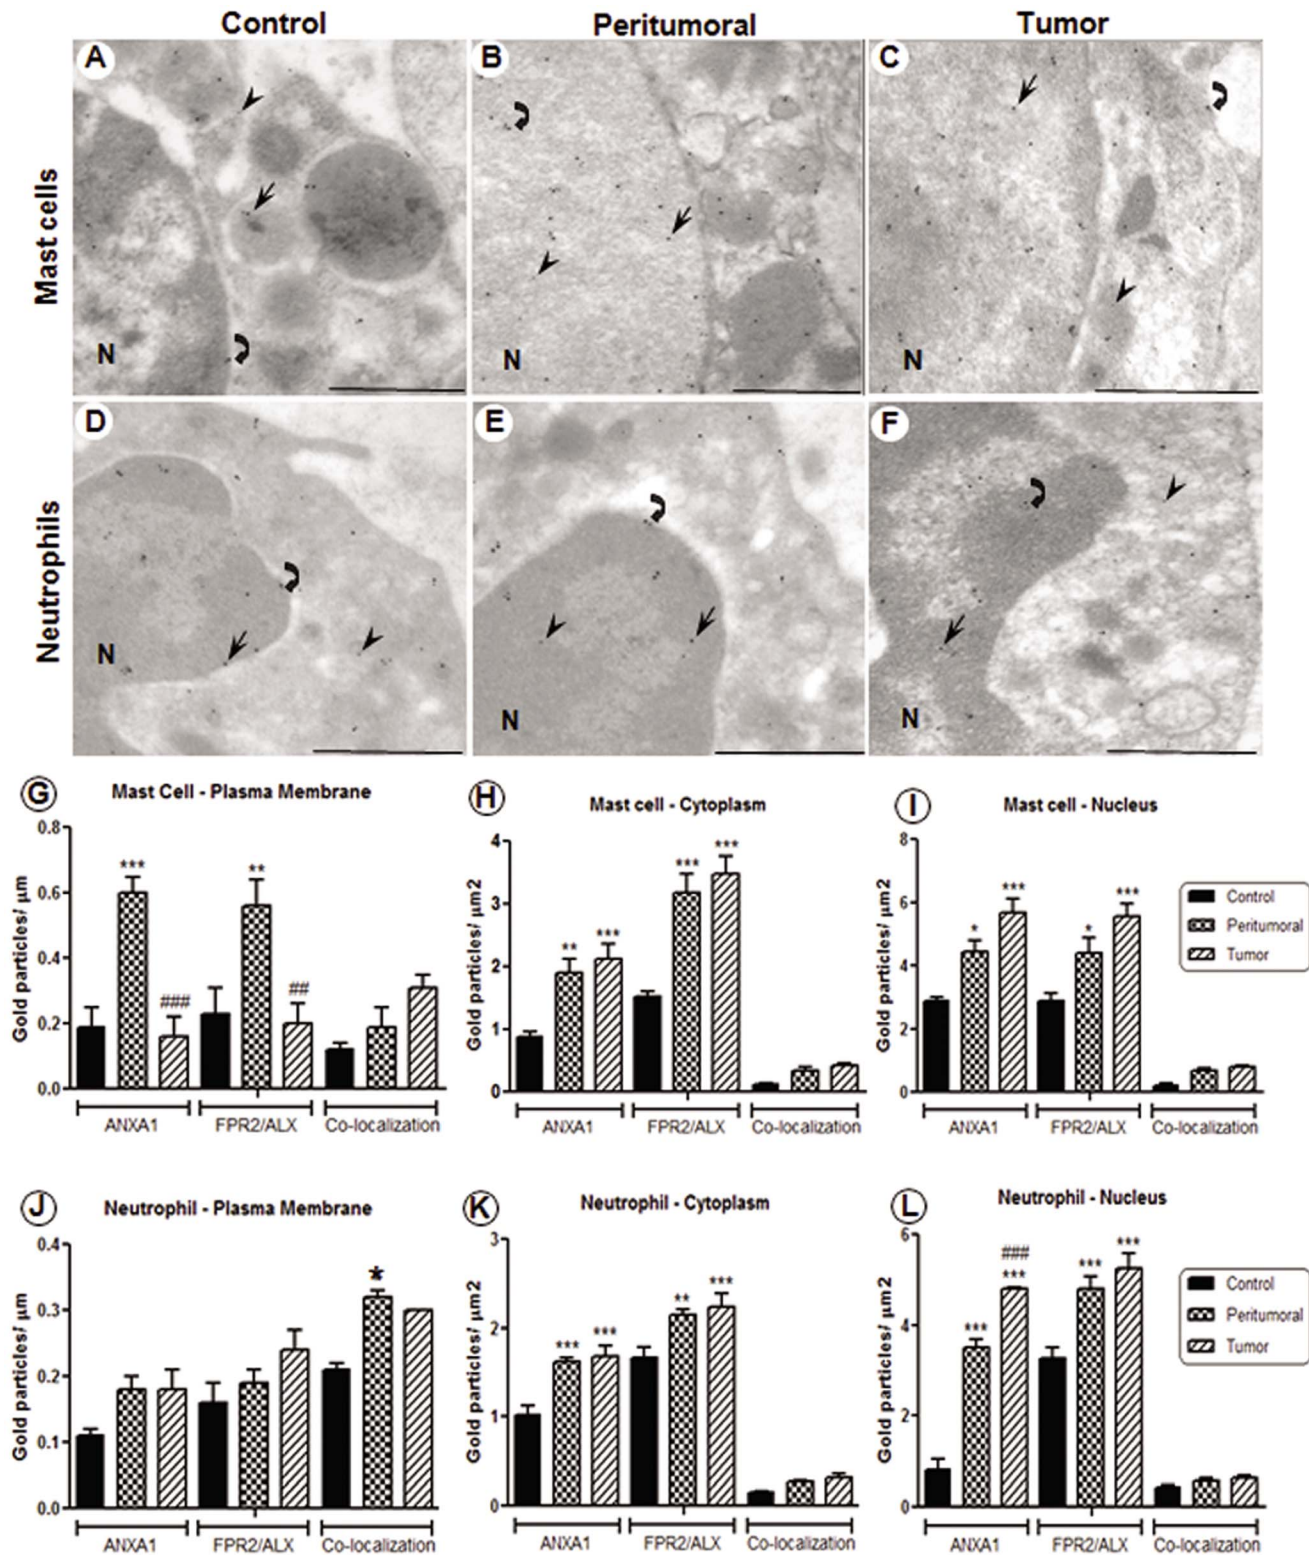 Control Peritumoral Tumor
Mast cells
A B C
N N N
Neutrophils
D E F
N N N
G Mast Cell - Plasma Membrane
Gold particles/ μm
0.8
0.6
0.4
0.2
0.0
*** ### ** ##
ANXA1 FPR2/ALX Co-localization
H Mast cell - Cytoplasm
Gold particles/ μm2
4
3
2
1
0
** *** *** ***
ANXA1 FPR2/ALX Co-localization
I Mast cell - Nucleus
Gold particles/ μm2
8
6
4
2
0
* *** * ***
ANXA1 FPR2/ALX Co-localization
Control
Peritumoral
Tumor
J Neutrophil - Plasma Membrane
Gold particles/ μm
0.4
0.3
0.2
0.1
0.0
*
ANXA1 FPR2/ALX Co-localization
K Neutrophil - Cytoplasm
Gold particles/ μm2
3
2
1
0
*** *** ** ***
ANXA1 FPR2/ALX Co-localization
L Neutrophil - Nucleus
Gold particles/ μm2
6
4
2
0
###
*** *** *** ***
ANXA1 FPR2/ALX Co-localization
Control
Peritumoral
Tumor